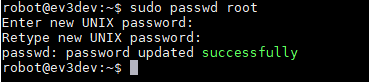 robot@ev3dev:~$ sudo passwd root
Enter new UNIX password:
Retype new UNIX password:
passwd: password updated successfully
robot@ev3dev:~$